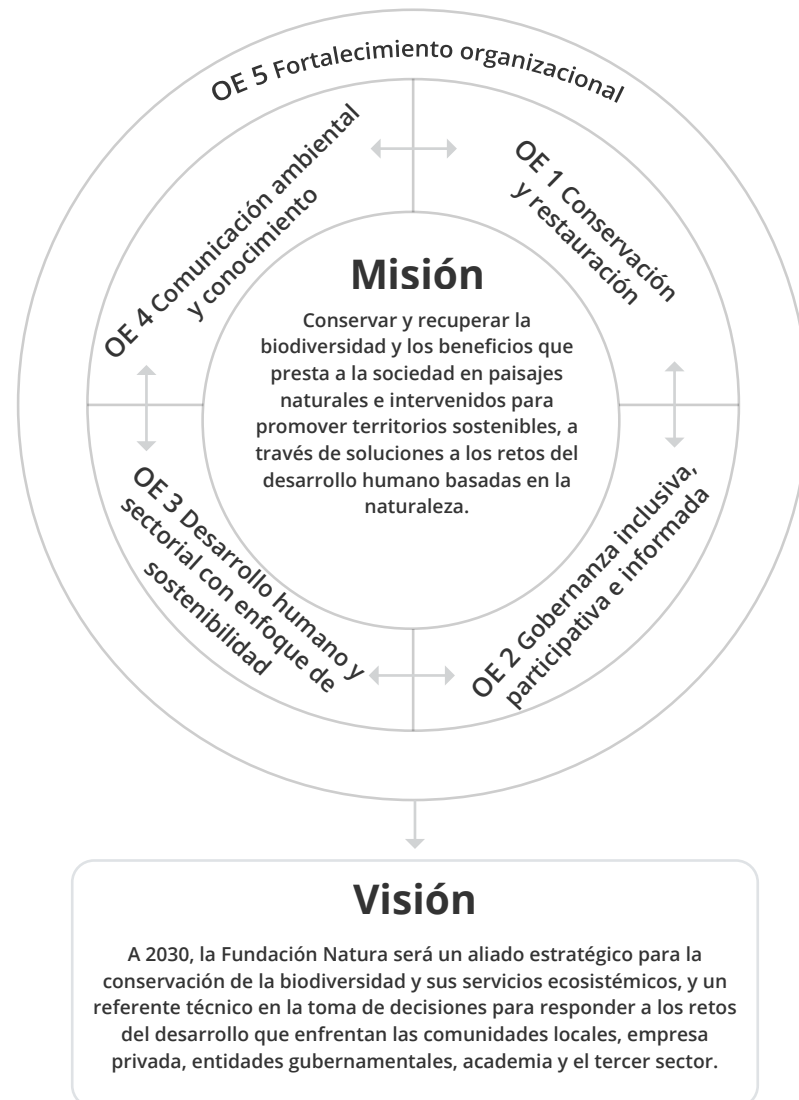 OE 5 Fortalecimiento organizacional
OE 4 Comunicación ambiental
y conocimiento
OE 1 Conservación
y restauración
Misión
Conservar y recuperar la
biodiversidad y los beneficios que
presta a la sociedad en paisajes
naturales e intervenidos para
promover territorios sostenibles, a
través de soluciones a los retos del
desarrollo humano basadas en la
naturaleza.
OE 3 Desarrollo humano y
sectorial con enfoque de
sostenibilidad
OE 2 Gobernanza inclusiva,
participativa e informada
Visión
A 2030, la Fundación Natura será un aliado estratégico para la
conservación de la biodiversidad y sus servicios ecosistémicos, y un
referente técnico en la toma de decisiones para responder a los retos
del desarrollo que enfrentan las comunidades locales, empresa
privada, entidades gubernamentales, academia y el tercer sector.